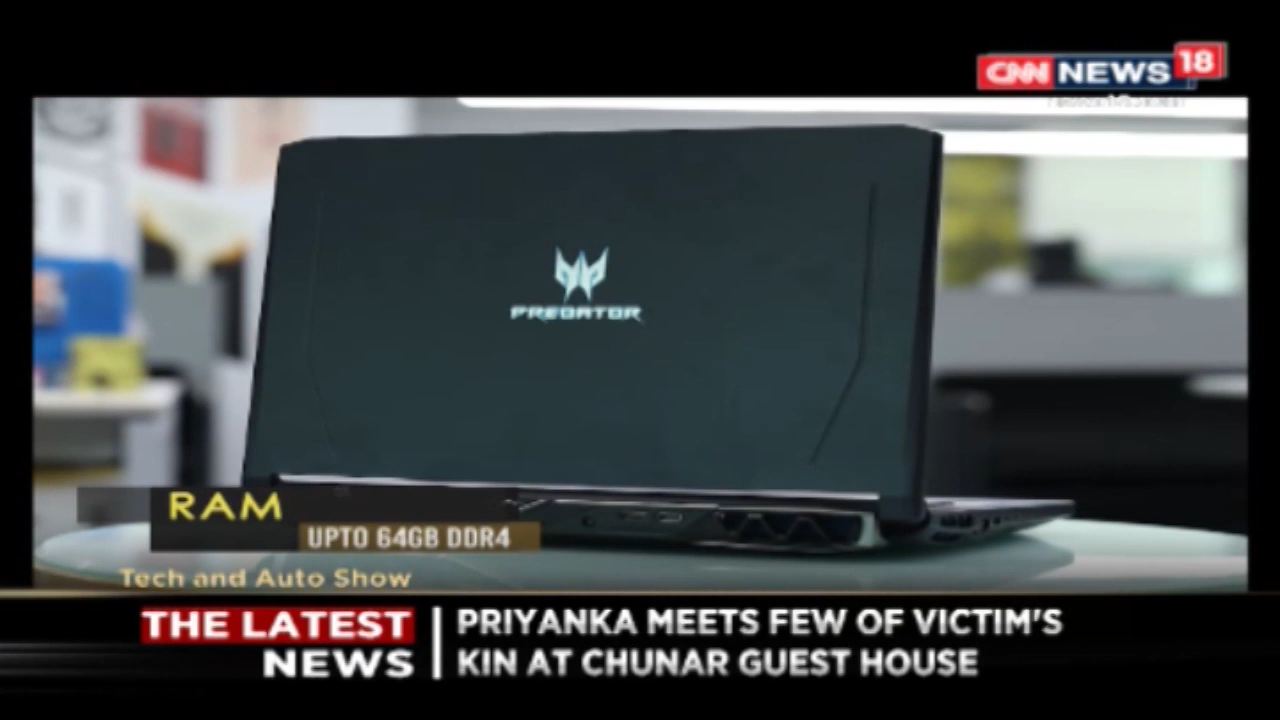 CNN NEWS 18
PREDATOR
RAM
UPTO 64GB DDR4
Tech and Auto Show
THE LATEST
NEWS
PRIYANKA MEETS FEW OF VICTIM'S
KIN AT CHUNAR GUEST HOUSE